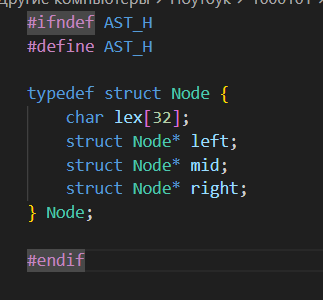 Другие компьютеры > Ноутбук >
#ifndef AST_H
#define AST_H
typedef struct Node {
    char lex[32];
    struct Node* left;
    struct Node* mid;
    struct Node* right;
} Node;
#endif